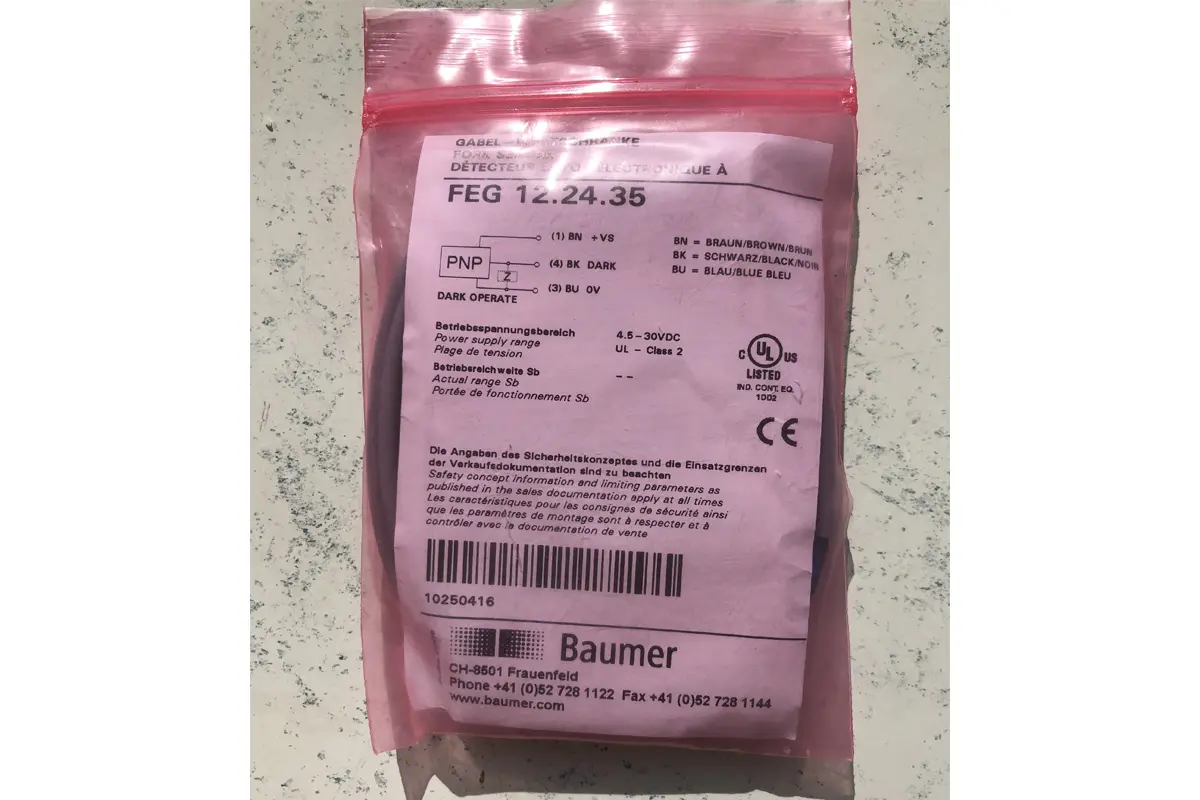 FORK
DÉTECTEUR ÉLECTRONIQUE À
FEG 12.24.35
(1) BN +VS
PNP
(4) BK DARK
Z
(3) BU 0V
DARK OPERATE
BN = BRAUN/BROWN/BRUN
BK = SCHWARZ/BLACK/NOIR
BU = BLAU/BLUE BLEU
Betriebsspannungsbereich
Power supply range
Plage de tension
4.5-30VDC
UL - Class 2
Betriebsreichweite Sb
Actual range Sb
Portée de fonctionnement Sb
--
C UL US
LISTED
IND. CONT. EQ.
1DD2
CE
Die Angaben des Sicherheitskonzeptes und die Einsatzgrenzen
der Verkaufsdokumentation sind zu beachten
Safety concept information and limiting parameters as
published in the sales documentation apply at all times
Les caractéristiques pour les consignes de sécurité ainsi
que les paramètres de montage sont à respecter et à
contrôler avec la documentation de vente
10250416
Baumer
CH-8501 Frauenfeld
Phone +41 (0)52 728 1122 Fax +41 (0)52 728 1144
www.baumer.com